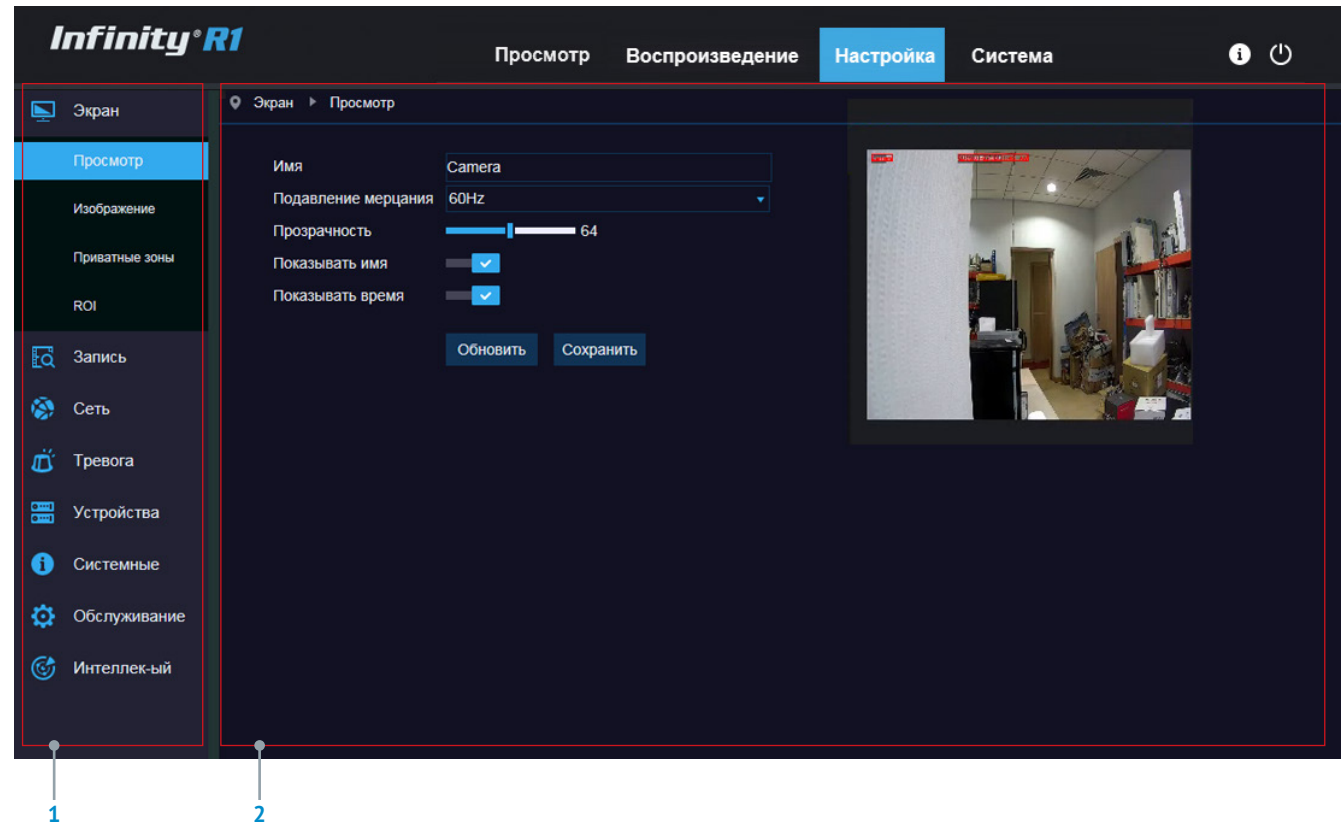 Infinity® R1
Просмотр Воспроизведение Настройка Система
Экран
Просмотр
Изображение
Приватные зоны
ROI
Запись
Сеть
Тревога
Устройства
Системные
Обслуживание
Интеллек-ый
Экран Просмотр
Имя Camera
Подавление мерцания 60Hz
Прозрачность 64
Показывать имя
Показывать время
Обновить Сохранить
1 2